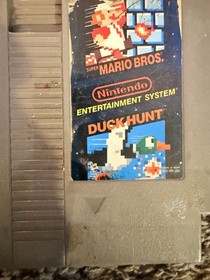 SUPER MARIO BROS.
Nintendo
ENTERTAINMENT SYSTEM
DUCK HUNT